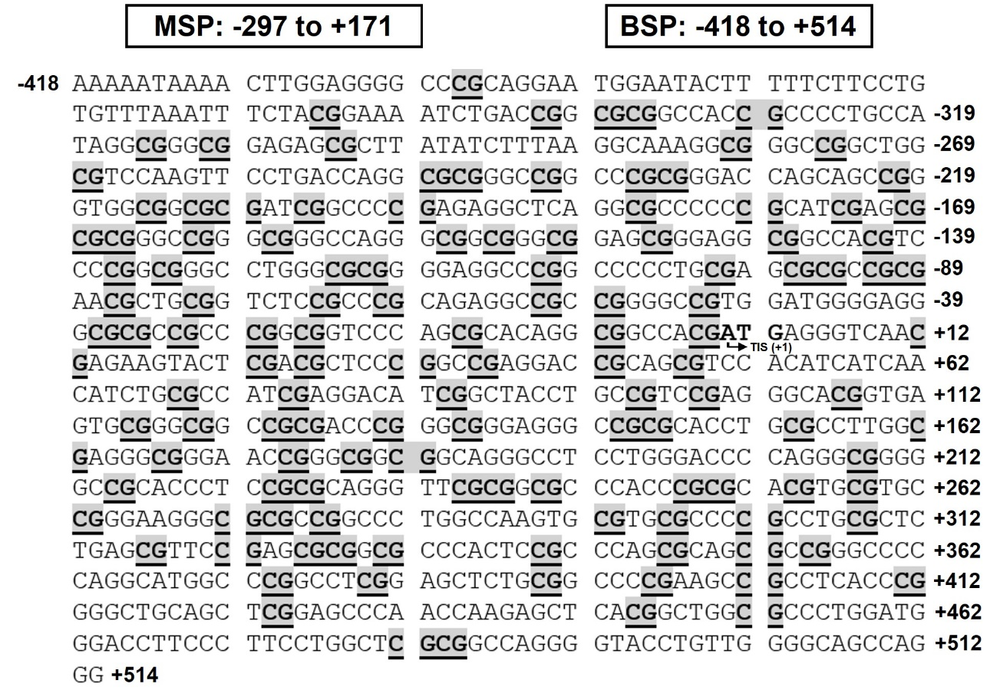 MSP: -297 to +171 BSP: -418 to +514
-418 AAAAATAAAA CTTGGAGGGG CCCGCAGGAA TGGAATACTT TTTCTTCCTG
TGTTTAAATT TCTACGGAAA ATCTGACCGG CGCGGCCACC GCCCCTGCCA -319
TAGGCGGGCG GAGAGCGCTT ATATCTTTAA GGCAAAGGCG GGCCGGCTGG -269
CGTCCAAGTT CCTGACCAGG CGCGGGCCGG CCCGCGGGAC CAGCAGCCGG -219
GTGGCGGCGC GATCGGCCCC GAGAGGCTCA GGCGCCCCCC GCATCGAGCG -169
CGCGGGCCGG GCGGGCCAGG GCGGCGGGCG GAGCGGGAGG CGGCCACGTC -139
CCCGGCGGGC CTGGGCGCGG GGAGGCCCGG CCCCCTGCGA GCGCGCCGCG -89
AACGCTGCGG TCTCCGCCCG CAGAGGCCGC CGGGGCCGTG GATGGGGAGG -39
GCGCGCCGCC CGGCGGTCCC AGCGCACAGG CGGCCACGAT GAGGGTCAAC +12
TIS (+1)
GAGAAGTACT CGACGCTCCC GGCCGAGGAC CGCAGCGTCC ACATCATCAA +62
CATCTGCGCC ATCGAGGACA TCGGCTACCT GCCGTCCGAG GGCACGGTGA +112
GTGCGGGCGG CCGCGACCCG GGCGGGAGGG CCGCGCACCT GCGCCTTGGC +162
GAGGGCGGGA ACCGGGCGGC GGCAGGGCCT CCTGGGACCC CAGGGCGGGG +212
GCCGCACCCT CCGCGCAGGG TTCGCGGCGC CCACCCGCGC ACGTGCGTGC +262
CGGGAAGGGC GCGCCGGCCC TGGCCAAGTG CGTGCGCCCC GCCTGCGCTC +312
TGAGCGTTCC GAGCGCGGCG CCCACTCCGC CCAGCGCAGC GCCGGGCCCC +362
CAGGCATGGC CCGGCCTCGG AGCTCTGCGG CCCCGAAGCC GCCTCACCCG +412
GGGCTGCAGC TCGGAGCCCA ACCAAGAGCT CACGGCTGGC GCCCTGGATG +462
GGACCTTCCC TTCCTGGCTC GCGGCCAGGG GTACCTGTTG GGGCAGCCAG +512
GG +514